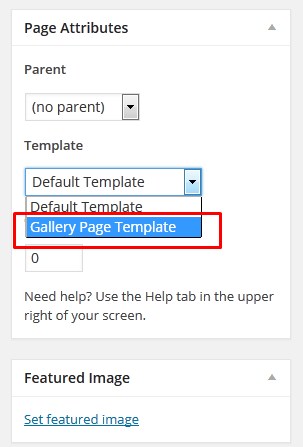 Page Attributes
Parent
(no parent)
Template
Default Template
Default Template
Gallery Page Template
0
Need help? Use the Help tab in the upper
right of your screen.
Featured Image
Set featured image